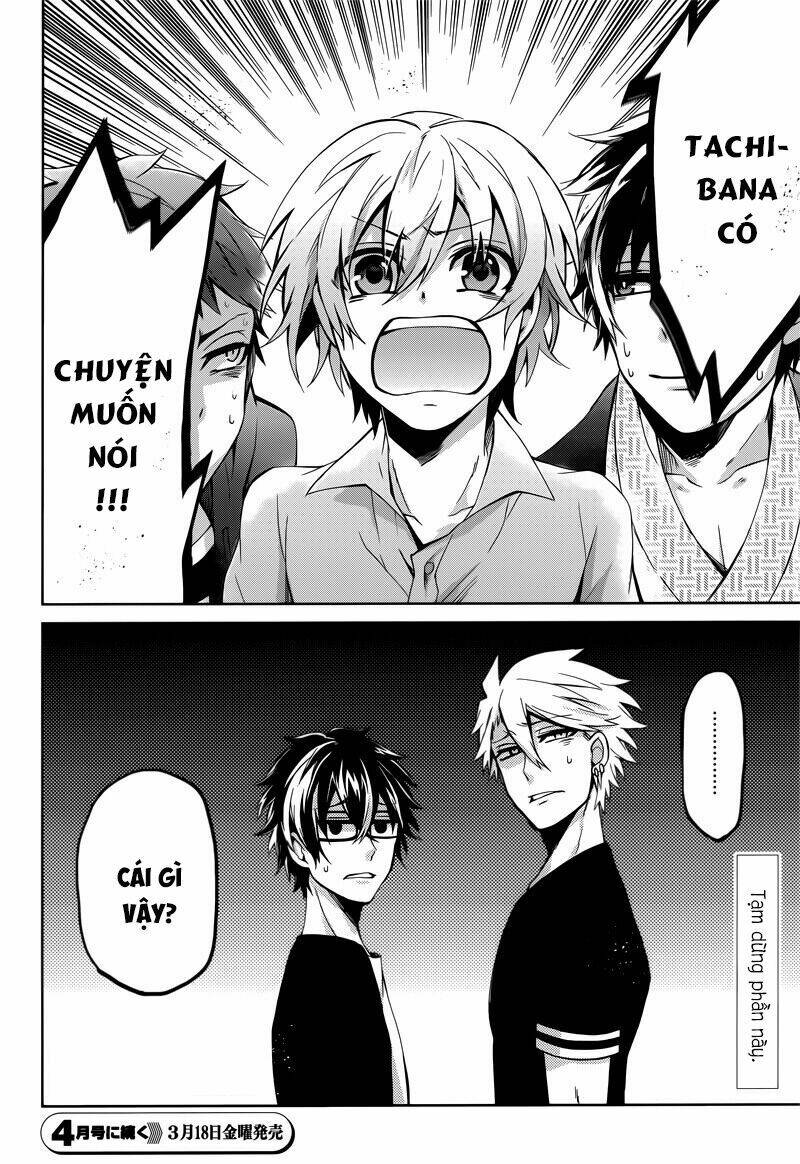 TACHI-
BANA
CÓ
CHUYỆN
MUỐN
NÓI
!!!
.........
CÁI GÌ
VẬY?
Tạm dừng phần này.
4月号に続く》》》 3月18日金曜発売